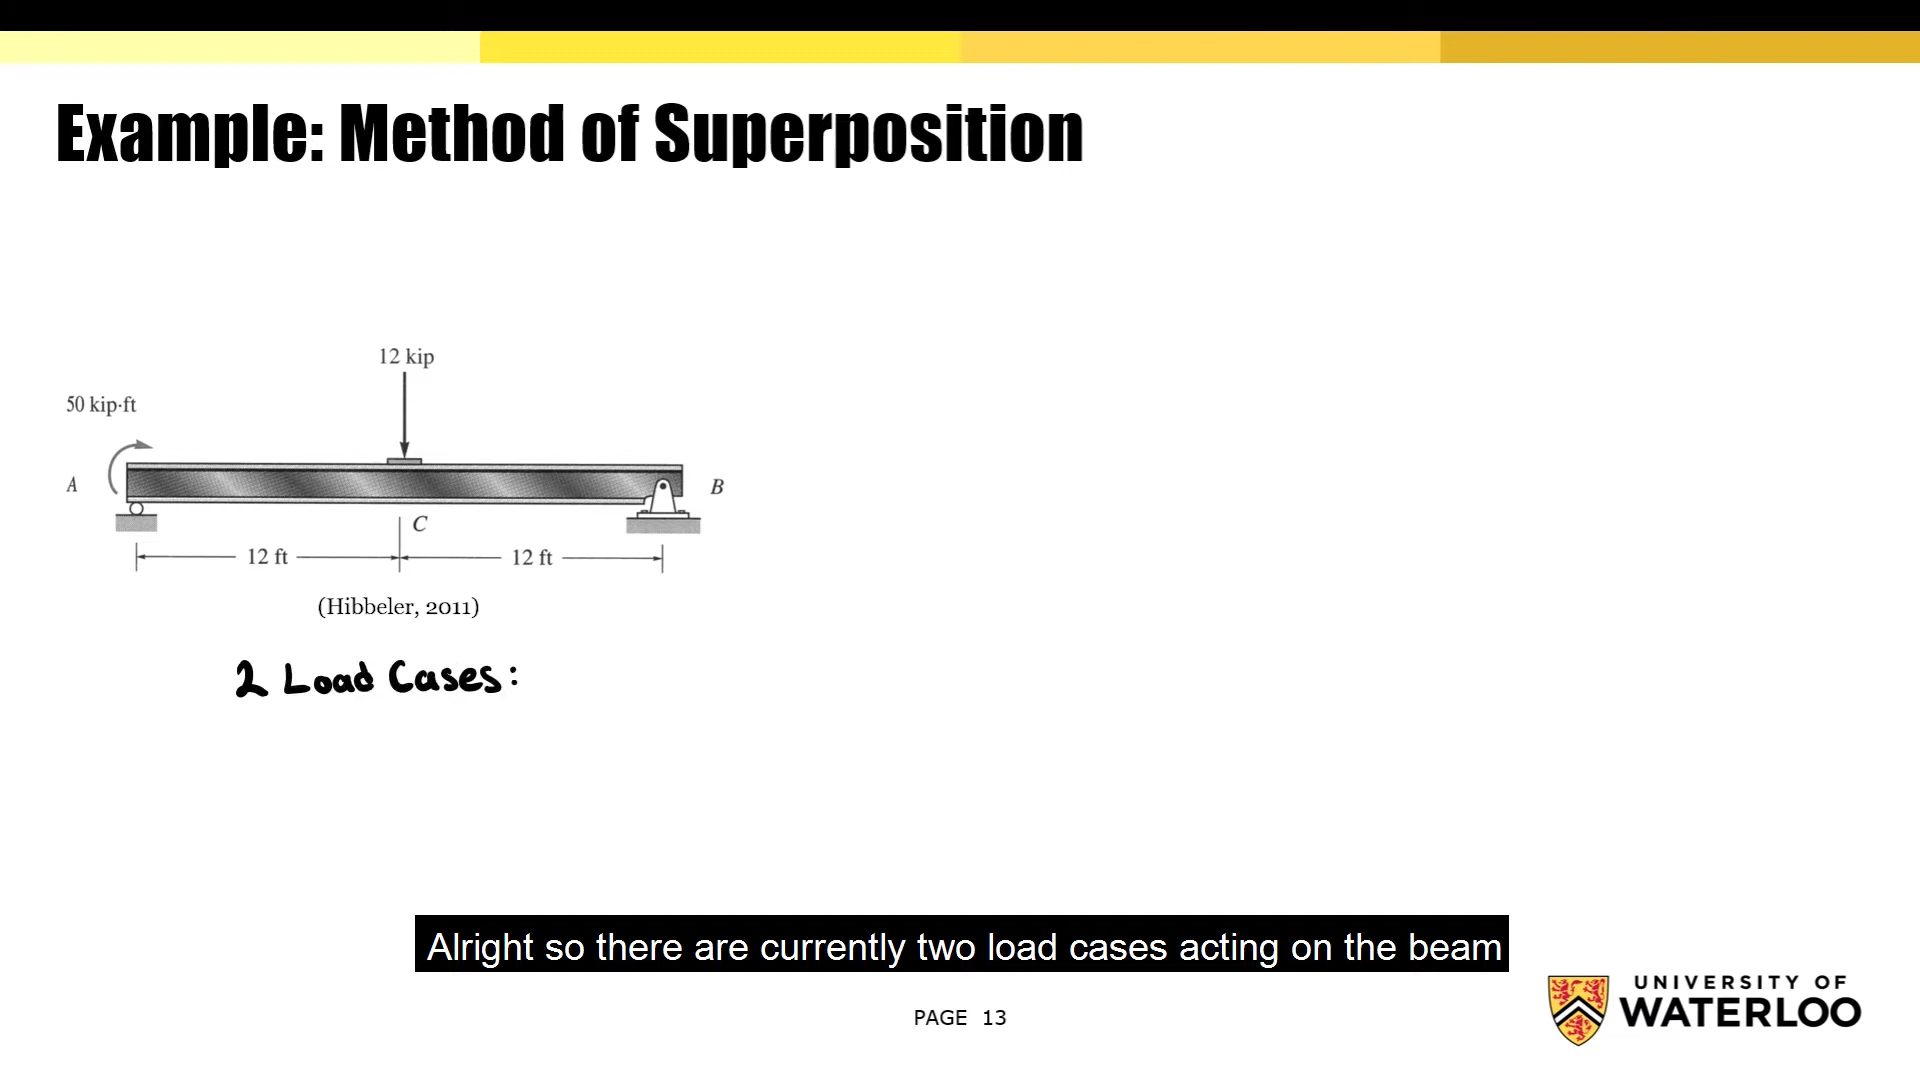 Example: Method of Superposition
12 kip
50 kip·ft
A
B
C
12 ft
12 ft
(Hibbeler, 2011)
2 Load Cases:
Alright so there are currently two load cases acting on the beam
PAGE 13
UNIVERSITY OF
WATERLOO